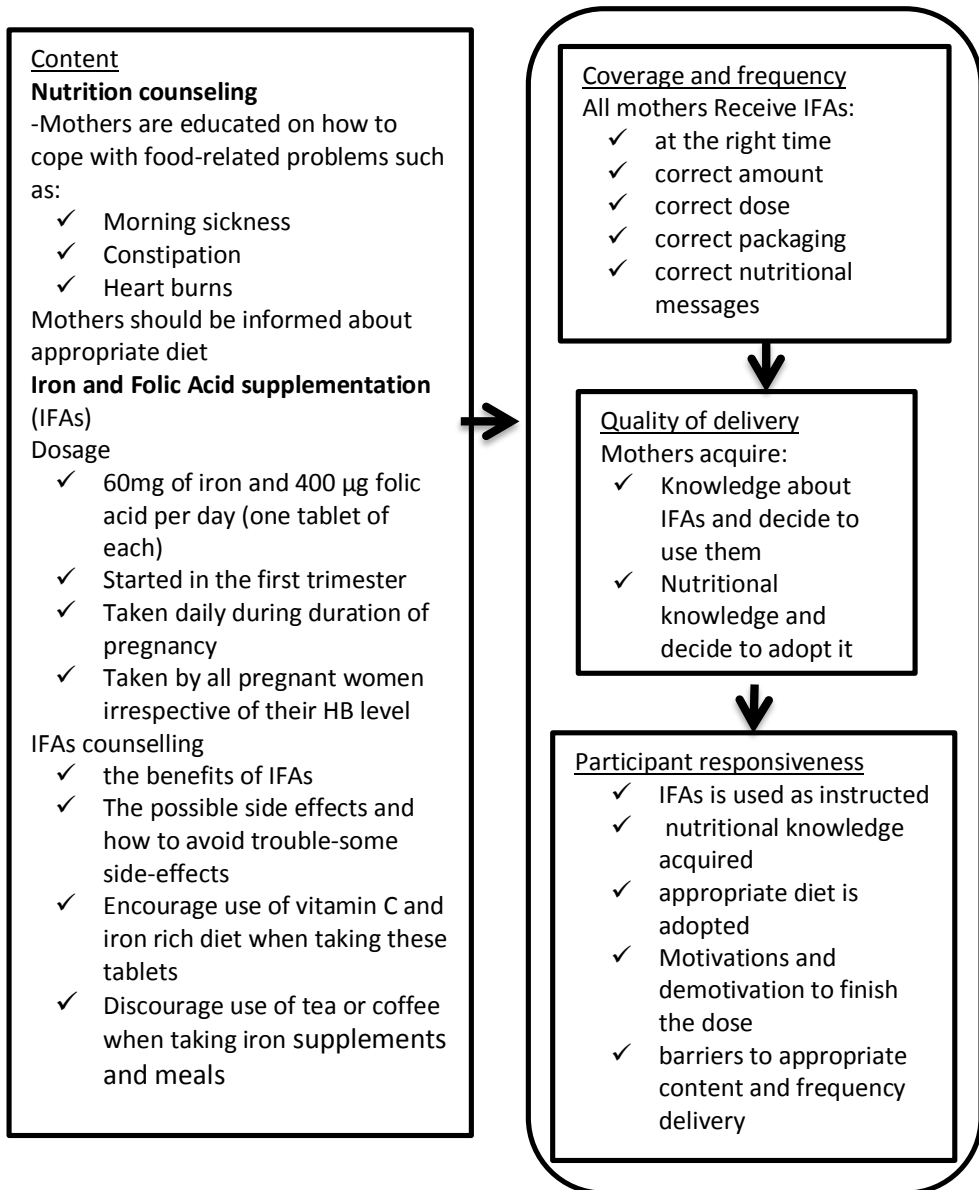 Content
Nutrition counseling
-Mothers are educated on how to
cope with food-related problems such
as:
✓ Morning sickness
✓ Constipation
✓ Heart burns
Mothers should be informed about
appropriate diet
Iron and Folic Acid supplementation
(IFAs)
Dosage
✓ 60mg of iron and 400 µg folic
acid per day (one tablet of
each)
✓ Started in the first trimester
✓ Taken daily during duration of
pregnancy
✓ Taken by all pregnant women
irrespective of their HB level
IFAs counselling
✓ the benefits of IFAs
✓ The possible side effects and
how to avoid trouble-some
side-effects
✓ Encourage use of vitamin C and
iron rich diet when taking these
tablets
✓ Discourage use of tea or coffee
when taking iron supplements
and meals
Coverage and frequency
All mothers Receive IFAs:
✓ at the right time
✓ correct amount
✓ correct dose
✓ correct packaging
✓ correct nutritional
messages
Quality of delivery
Mothers acquire:
✓ Knowledge about
IFAs and decide to
use them
✓ Nutritional
knowledge and
decide to adopt it
Participant responsiveness
✓ IFAs is used as instructed
✓ nutritional knowledge
acquired
✓ appropriate diet is
adopted
✓ Motivations and
demotivation to finish
the dose
✓ barriers to appropriate
content and frequency
delivery